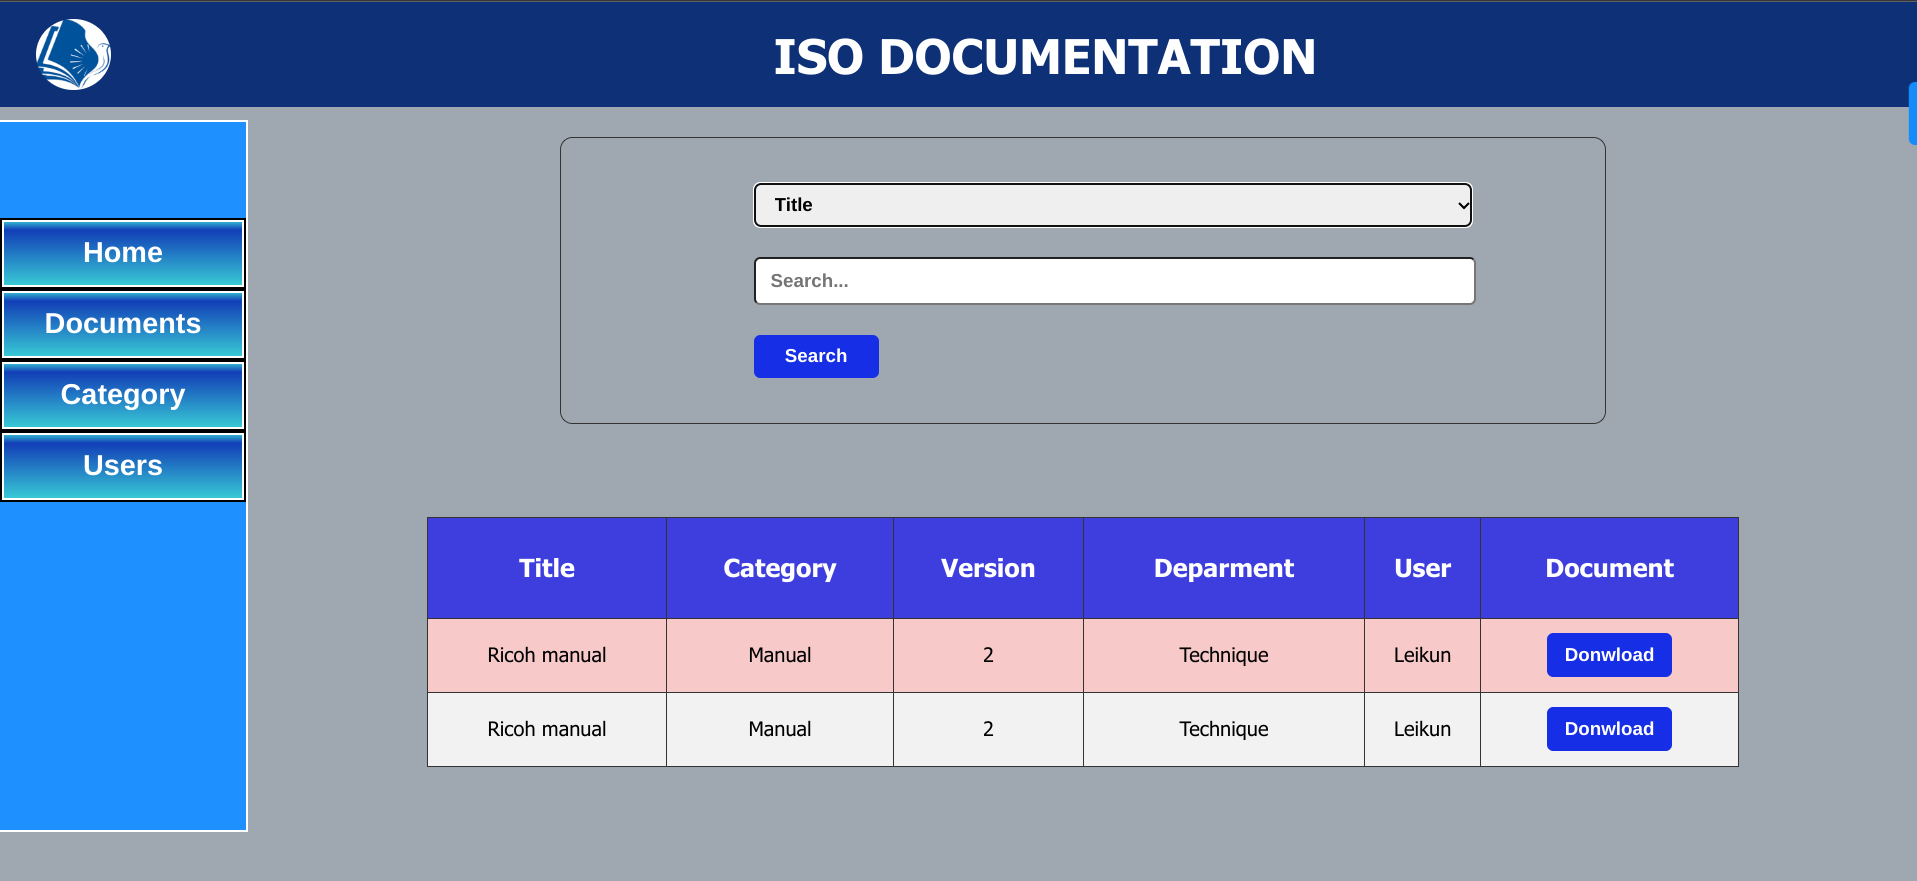 ISO DOCUMENTATION
Home
Documents
Category
Users
Title
Search...
Search
Title Category Version Deparment User Document
Ricoh manual Manual 2 Technique Leikun Donwload
Ricoh manual Manual 2 Technique Leikun Donwload